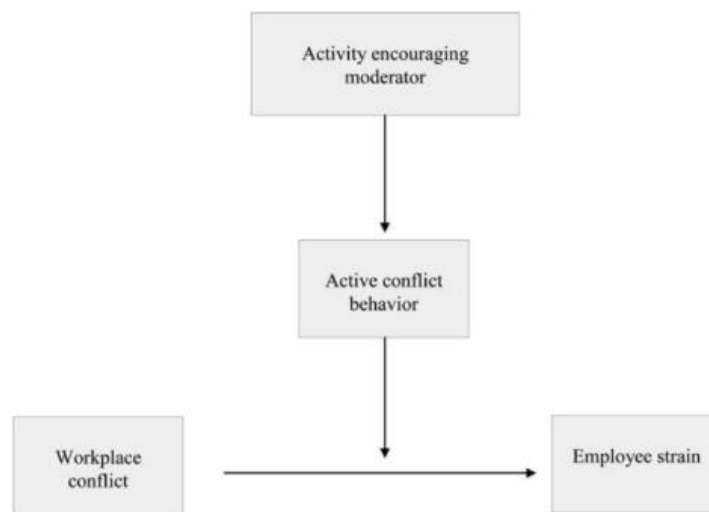 Activity encouraging
moderator
Active conflict
behavior
Workplace
conflict
Employee strain